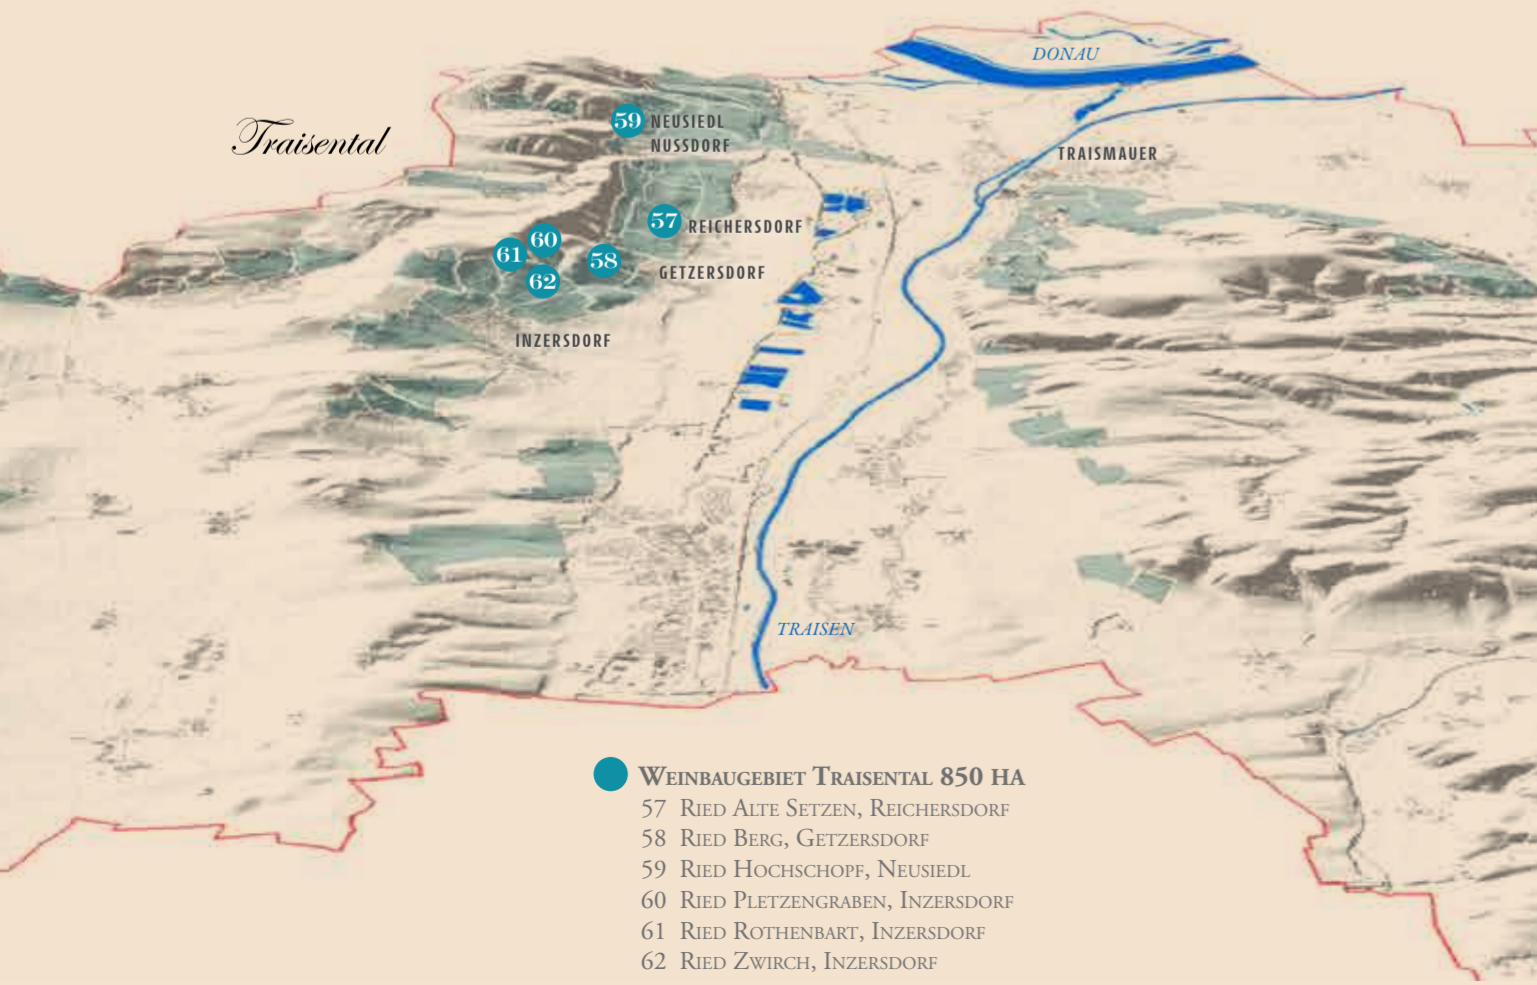 DONAU
Traisental
59 NEUSIEDL
NUSSDORF
TRAISMAUER
57 REICHERSDORF
60
61
58
62
GETZERSDORF
INZERSDORF
TRAISEN
Weinbaugebiet Traisental 850 ha
57 Ried Alte Setzen, Reichersdorf
58 Ried Berg, Getzersdorf
59 Ried Hochschopf, Neusiedl
60 Ried Pletzengraben, Inzersdorf
61 Ried Rothenbart, Inzersdorf
62 Ried Zwirch, Inzersdorf